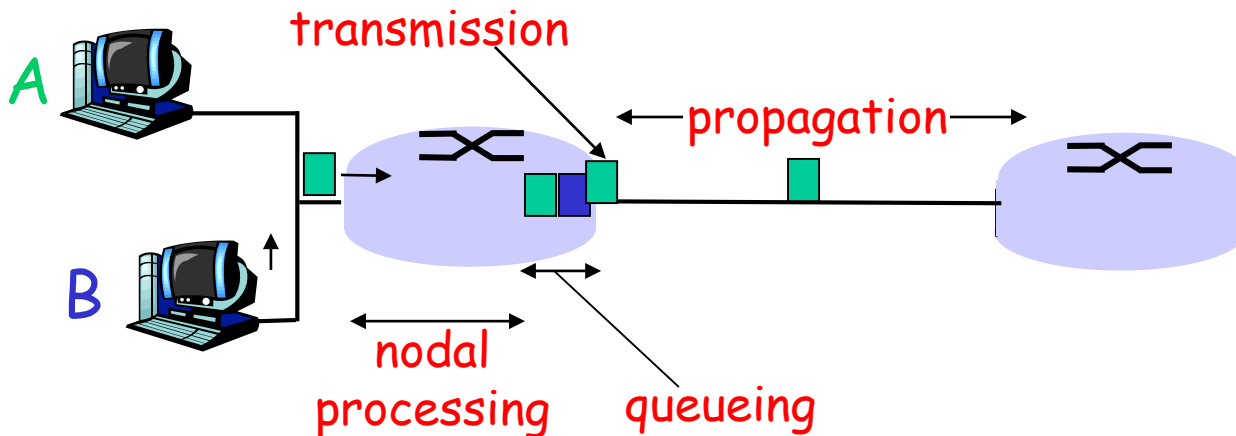 transmission
A
propagation
B
nodal
processing
queueing